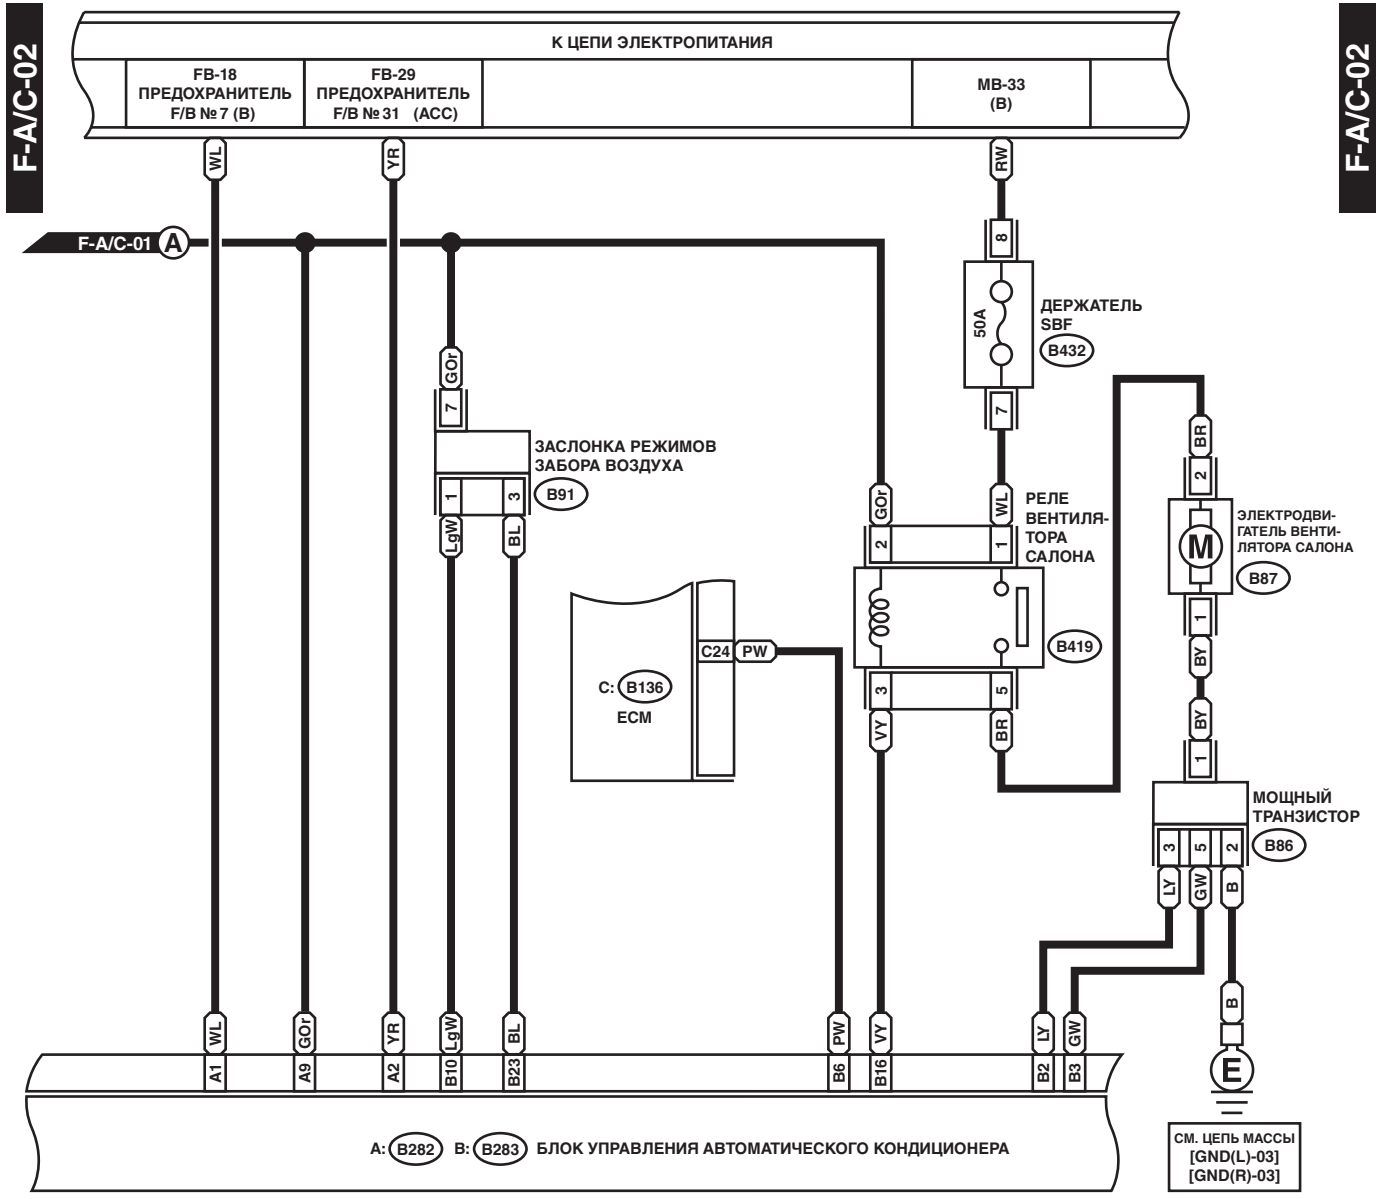 F-A/C-02
F-A/C-02
К ЦЕПИ ЭЛЕКТРОПИТАНИЯ
FB-18
ПРЕДОХРАНИТЕЛЬ
F/B № 7 (B)
FB-29
ПРЕДОХРАНИТЕЛЬ
F/B № 31 (ACC)
MB-33
(B)
WL
YR
RW
F-A/C-01
A
8
50A
ДЕРЖАТЕЛЬ
SBF
B432
7
GOr
7
ЗАСЛОНКА РЕЖИМОВ
ЗАБОРА ВОЗДУХА
B91
1
3
LgW
BL
GOr
WL
2
1
РЕЛЕ
ВЕНТИЛЯ-
ТОРА
САЛОНА
B419
3
5
VY
BR
BR
2
M
ЭЛЕКТРОДВИ-
ГАТЕЛЬ ВЕНТИ-
ЛЯТОРА САЛОНА
B87
1
BY
BY
1
C24
PW
C: B136
ECM
МОЩНЫЙ
ТРАНЗИСТОР
B86
3
5
2
LY
GW
B
B
E
WL
GOr
YR
LgW
BL
PW
VY
LY
GW
A1
A9
A2
B10
B23
B6
B16
B2
B3
A: B282 B: B283 БЛОК УПРАВЛЕНИЯ АВТОМАТИЧЕСКОГО КОНДИЦИОНЕРА
СМ. ЦЕПЬ МАССЫ
[GND(L)-03]
[GND(R)-03]